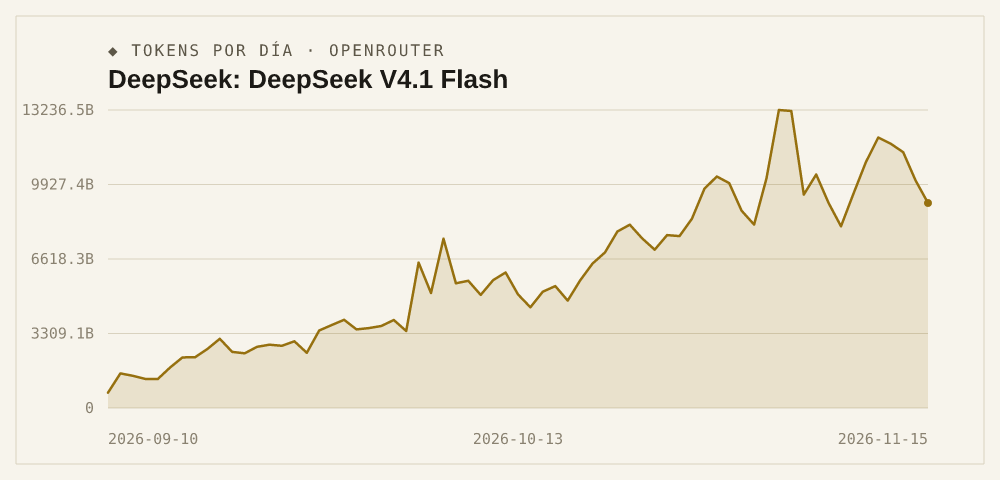 ◆ TOKENS POR DÍA · OPENROUTER
DeepSeek: DeepSeek V4.1 Flash
13236.5B
9927.4B
6618.3B
3309.1B
0
2026-09-10 2026-10-13 2026-11-15